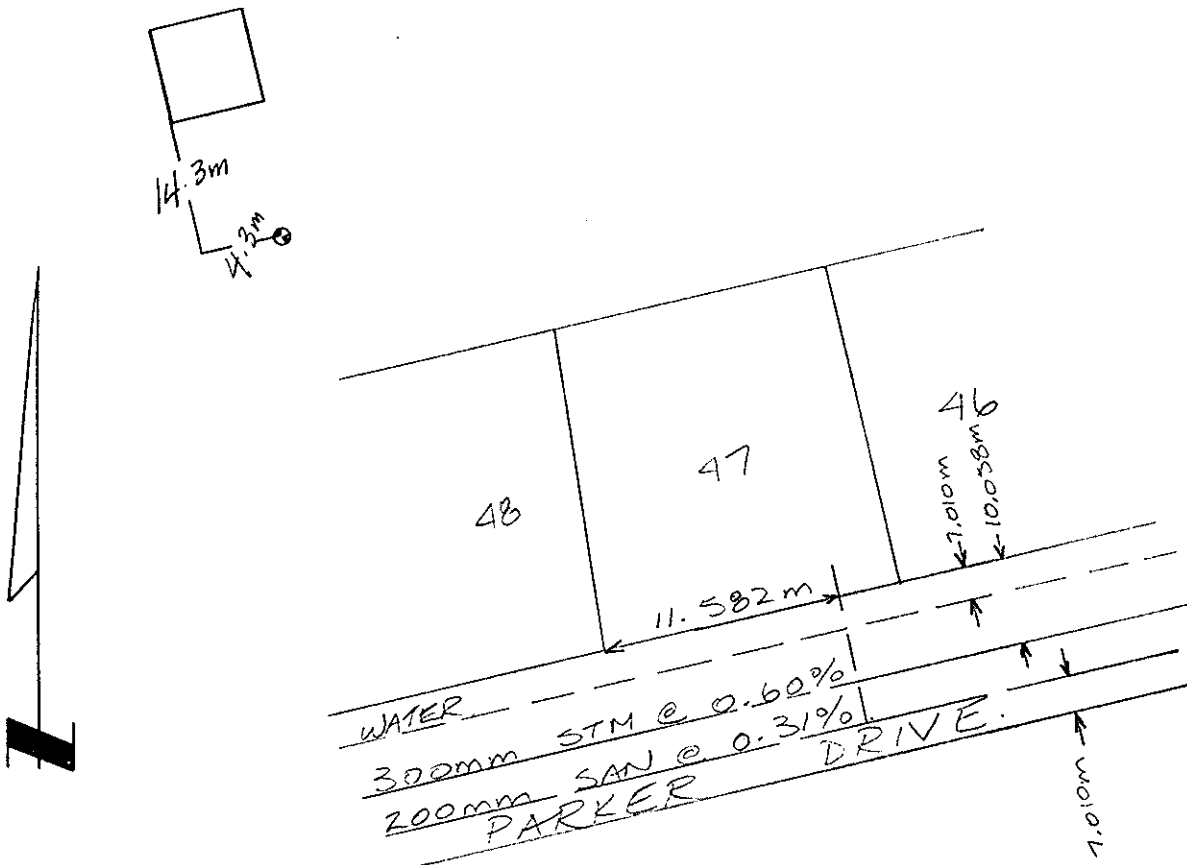 14.3m
4.3m
46
47
48
7.010m
10.058m
11.582m
WATER
300mm STM @ 0.60%
200mm SAN @ 0.31%
PARKER DRIVE.
7.010m